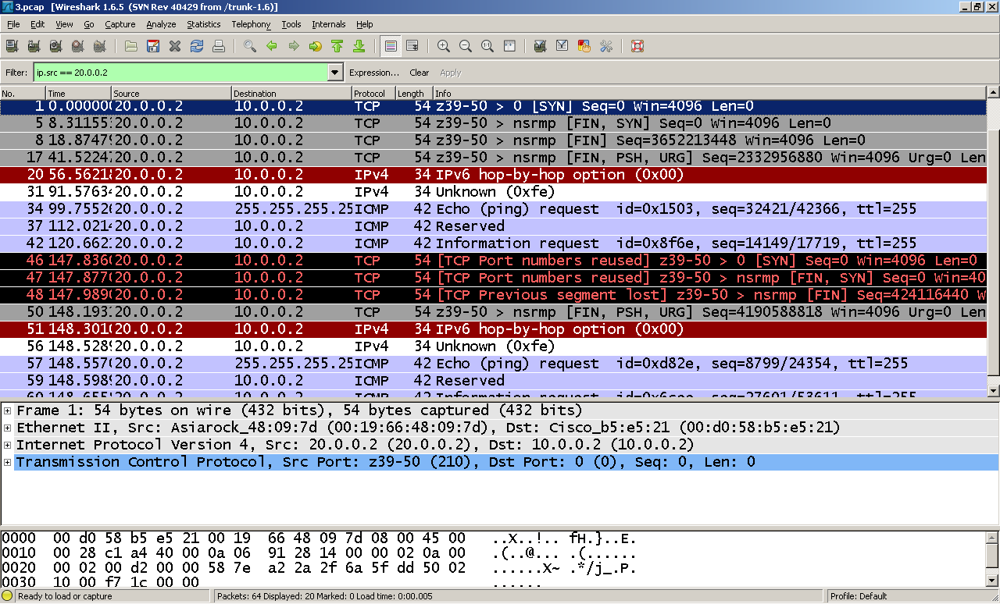 3.pcap [Wireshark 1.6.5 (SVN Rev 40429 from /trunk-1.6)]
File Edit View Go Capture Analyze Statistics Telephony Tools Internals Help
Filter: ip.src == 20.0.0.2 Expression... Clear Apply
No. Time Source Destination Protocol Length Info
1 0.00000 20.0.0.2 10.0.0.2 TCP 54 z39-50 > 0 [SYN] Seq=0 Win=4096 Len=0
5 8.3115 20.0.0.2 10.0.0.2 TCP 54 z39-50 > nsrmp [FIN, SYN] Seq=0 Win=4096 Len=0
8 18.8747 20.0.0.2 10.0.0.2 TCP 54 z39-50 > nsrmp [FIN] Seq=3652213448 Win=4096 Len=0
17 41.5224 20.0.0.2 10.0.0.2 TCP 54 z39-50 > nsrmp [FIN, PSH, URG] Seq=2332956880 Win=4096 Urg=0 Len
20 56.5621 20.0.0.2 10.0.0.2 IPv4 34 IPv6 hop-by-hop option (0x00)
31 91.5763 20.0.0.2 10.0.0.2 IPv4 34 Unknown (0xfe)
34 99.7552 20.0.0.2 255.255.255.25 ICMP 42 Echo (ping) request id=0x1503, seq=32421/42366, ttl=255
37 112.021 20.0.0.2 10.0.0.2 ICMP 42 Reserved
42 120.662 20.0.0.2 10.0.0.2 ICMP 42 Information request id=0x8f6e, seq=14149/17719, ttl=255
46 147.836 20.0.0.2 10.0.0.2 TCP 54 [TCP Port numbers reused] z39-50 > 0 [SYN] Seq=0 Win=4096 Len=0
47 147.877 20.0.0.2 10.0.0.2 TCP 54 [TCP Port numbers reused] z39-50 > nsrmp [FIN, SYN] Seq=0 Win=40
48 147.989 20.0.0.2 10.0.0.2 TCP 54 [TCP Previous segment lost] z39-50 > nsrmp [FIN] Seq=424116440 W
50 148.193 20.0.0.2 10.0.0.2 TCP 54 z39-50 > nsrmp [FIN, PSH, URG] Seq=4190588818 Win=4096 Urg=0 Len
51 148.301 20.0.0.2 10.0.0.2 IPv4 34 IPv6 hop-by-hop option (0x00)
56 148.528 20.0.0.2 10.0.0.2 IPv4 34 Unknown (0xfe)
57 148.557 20.0.0.2 255.255.255.25 ICMP 42 Echo (ping) request id=0xd82e, seq=8799/24354, ttl=255
59 148.598 20.0.0.2 10.0.0.2 ICMP 42 Reserved
20.0.0.2 10.0.0.2 ICMP 42 Information request
Frame 1: 54 bytes on wire (432 bits), 54 bytes captured (432 bits)
Ethernet II, Src: Asiarock_48:09:7d (00:19:66:48:09:7d), Dst: Cisco_b5:e5:21 (00:d0:58:b5:e5:21)
Internet Protocol Version 4, Src: 20.0.0.2 (20.0.0.2), Dst: 10.0.0.2 (10.0.0.2)
Transmission Control Protocol, Src Port: z39-50 (210), Dst Port: 0 (0), Seq: 0, Len: 0
0000 00 d0 58 b5 e5 21 00 19 66 48 09 7d 08 00 45 00 ..X..!.. fH.}..E.
0010 00 28 c1 a4 40 00 0a 06 91 28 14 00 00 02 0a 00 .(..@... .(......
0020 00 02 00 d2 00 00 58 7e a2 2a 2f 6a 5f dd 50 02 ......X~ .*/j_.P.
0030 10 00 f7 1c 00 00 ......
Ready to load or capture Packets: 64 Displayed: 20 Marked: 0 Load time: 0:00.005 Profile: Default